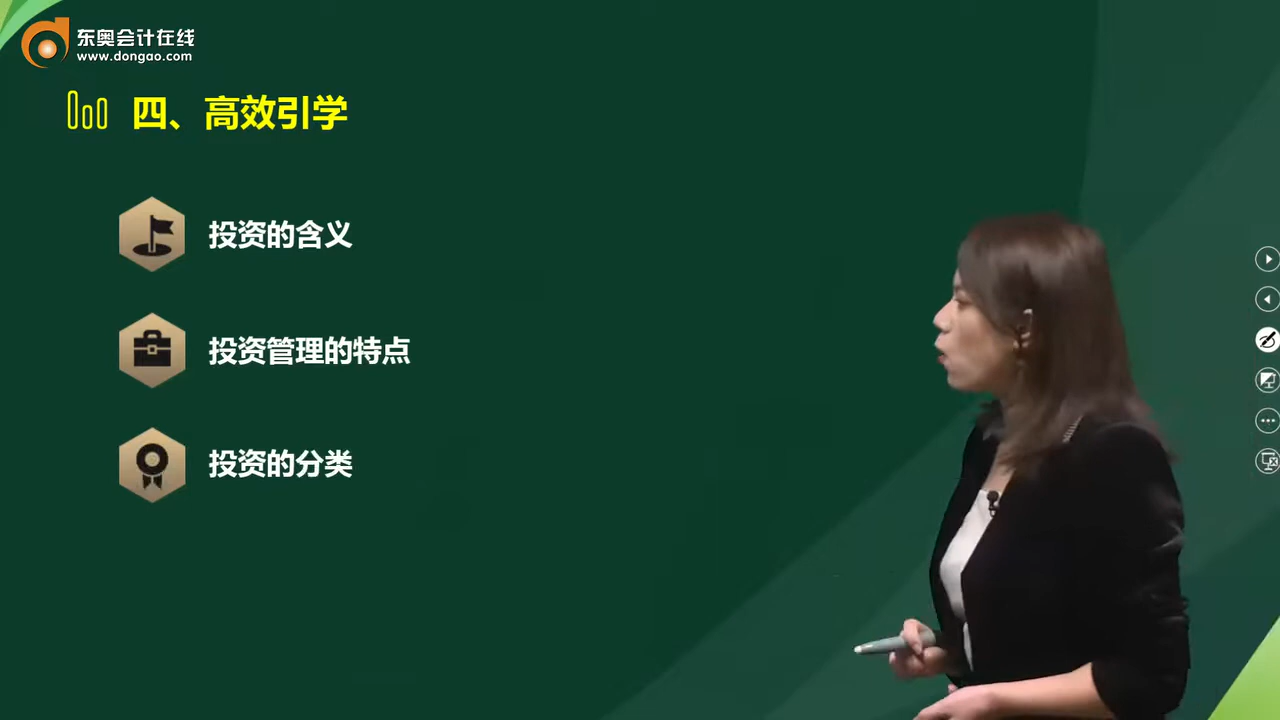 东奥会计在线
www.dongao.com
四、高效引学
投资的含义
投资管理的特点
投资的分类